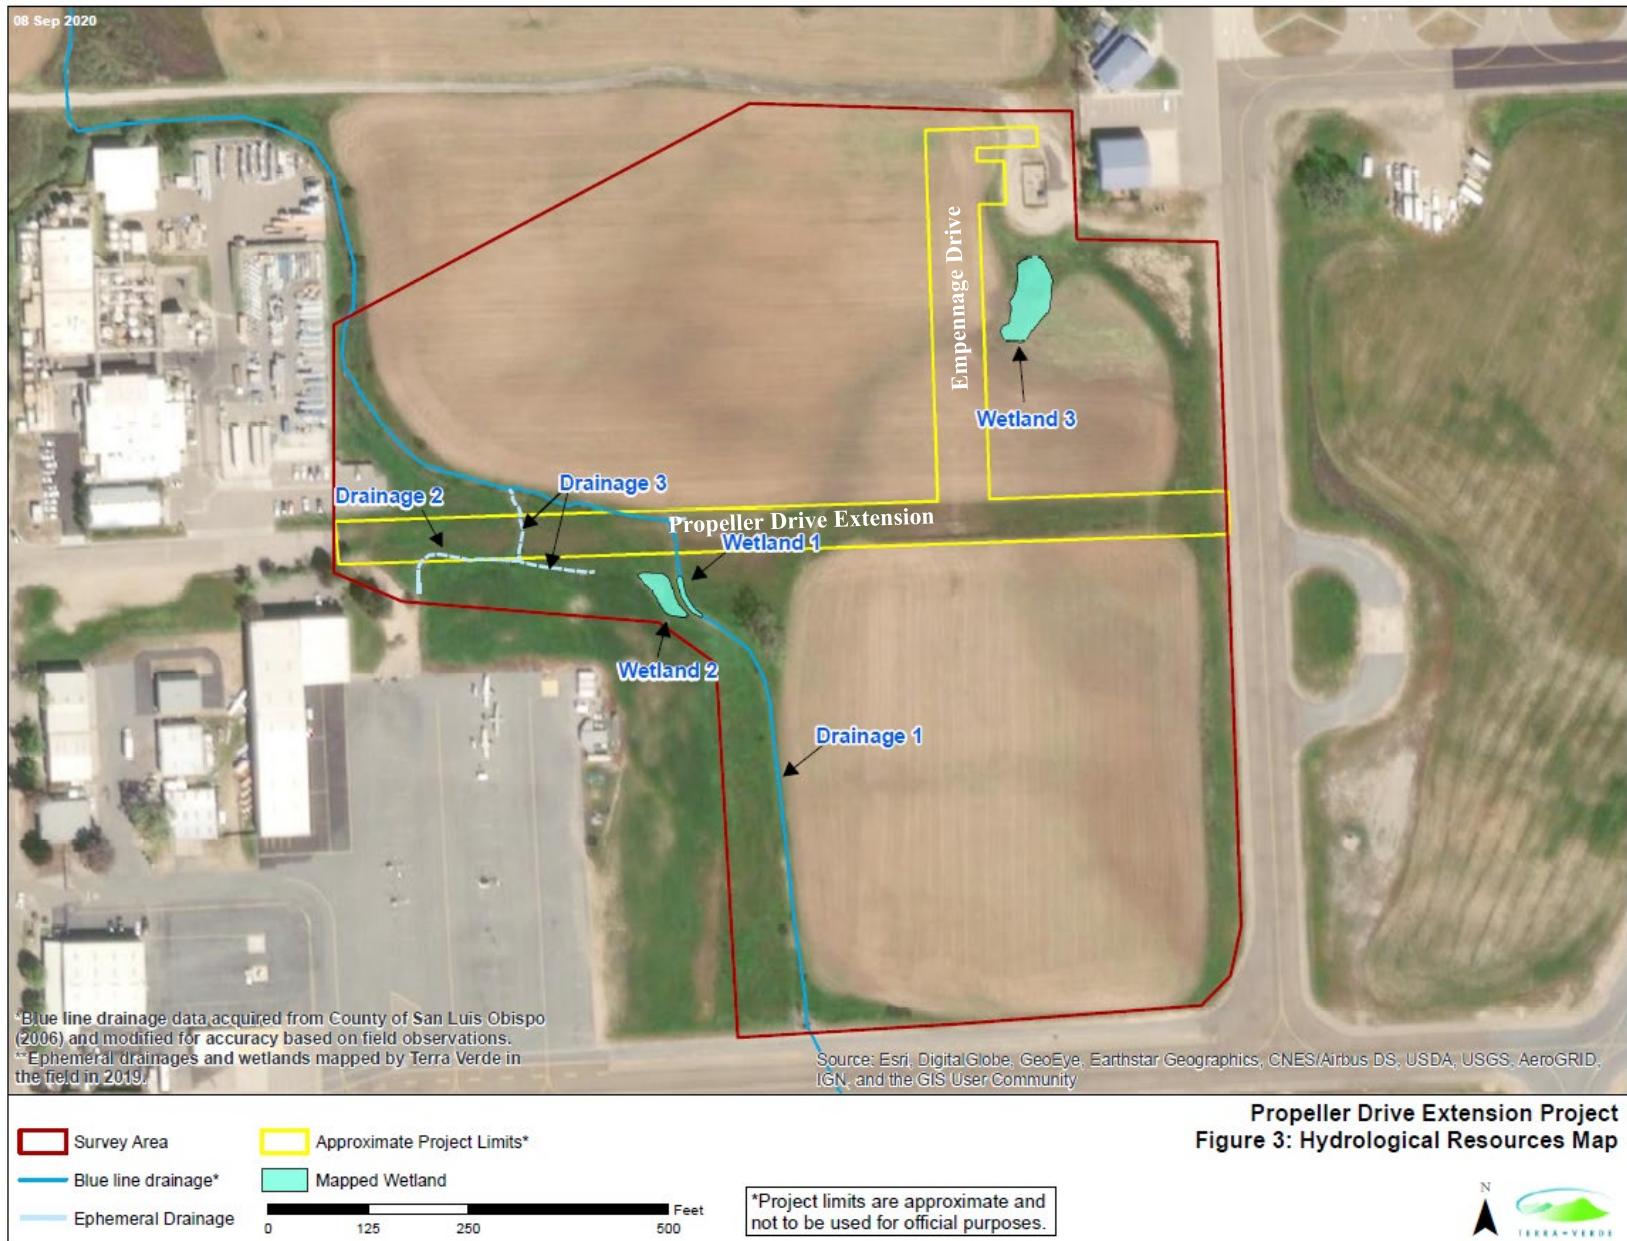 08 Sep 2020
Empennage Drive
Wetland 3
Drainage 3
Drainage 2
Propeller Drive Extension
Wetland 1
Wetland 2
Drainage 1
*Blue line drainage data acquired from County of San Luis Obispo
(2006) and modified for accuracy based on field observations.
**Ephemeral drainages and wetlands mapped by Terra Verde in
the field in 2019.
Source: Esri, DigitalGlobe, GeoEye, Earthstar Geographics, CNES/Airbus DS, USDA, USGS, AeroGRID,
IGN, and the GIS User Community
Propeller Drive Extension Project
Figure 3: Hydrological Resources Map
Survey Area
Approximate Project Limits*
Blue line drainage*
Mapped Wetland
Ephemeral Drainage
Feet
0 125 250 500
*Project limits are approximate and
not to be used for official purposes.
N
TERRA VERDE